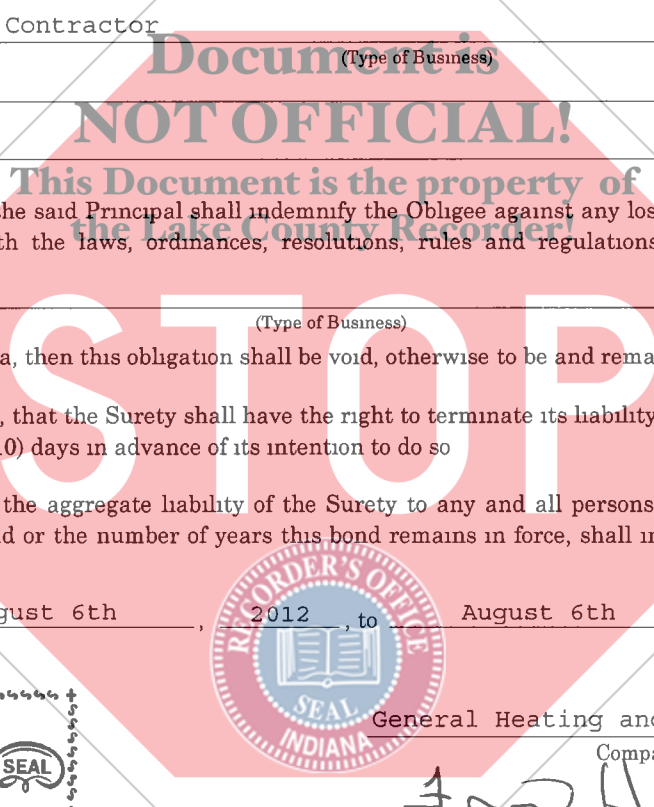 Contractor
Document is
(Type of Business)
NOT OFFICIAL!
This Document is the property of
the said Principal shall indemnify the Obligee against any los
the Lake County Recorder!
th the laws, ordinances, resolutions, rules and regulations
STOP
(Type of Business)
a, then this obligation shall be void, otherwise to be and rema
, that the Surety shall have the right to terminate its liability
0) days in advance of its intention to do so
the aggregate liability of the Surety to any and all persons
d or the number of years this bond remains in force, shall in
gust 6th , 2012 , to August 6th
RECORDER'S OFFICE
SEAL
INDIANA
General Heating and
Compa
SEAL